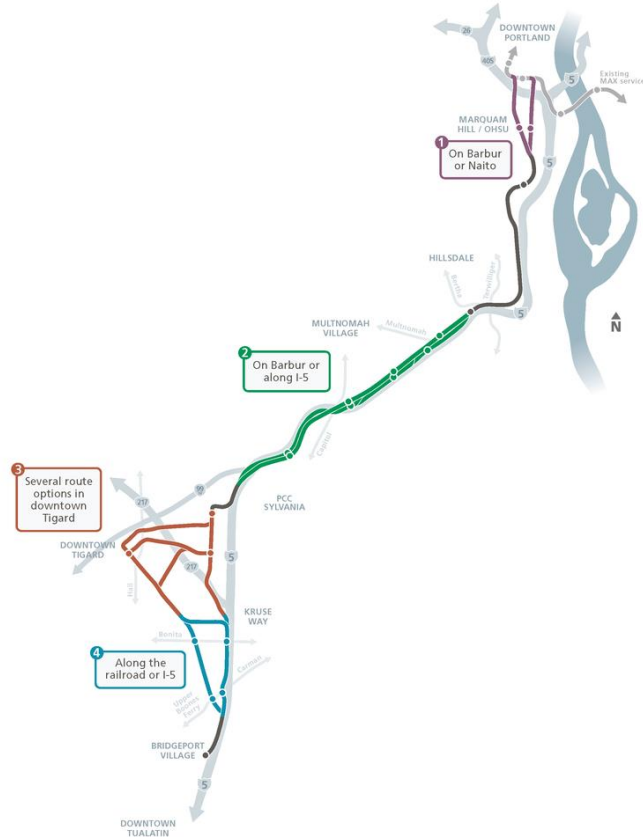 DOWNTOWN
PORTLAND
26
405
5
Existing
MAX service
MARQUAM
HILL / OHSU
1
On Barbur
or Naito
5
HILLSDALE
Bertha
Terwilliger
5
N
MULTNOMAH
VILLAGE
Multnomah
2
On Barbur or
along I-5
Capitol
3
Several route
options in
downtown
Tigard
99
217
PCC
SYLVANIA
DOWNTOWN
TIGARD
5
217
Hall
KRUSE
WAY
Bonita
4
Along the
railroad or I-5
Carman
Upper
Boones
Ferry
BRIDGEPORT
VILLAGE
5
DOWNTOWN
TUALATIN